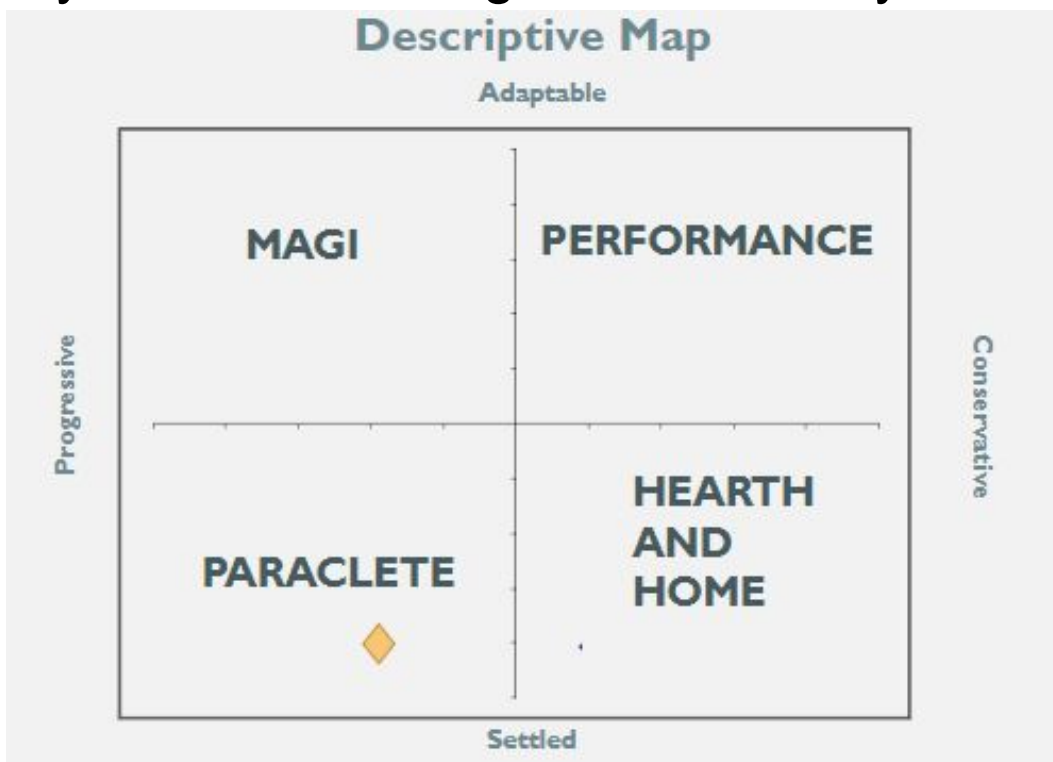 Descriptive Map
Adaptable
MAGI
PERFORMANCE
Progressive
Conservative
HEARTH
AND
HOME
PARACLETE
Settled